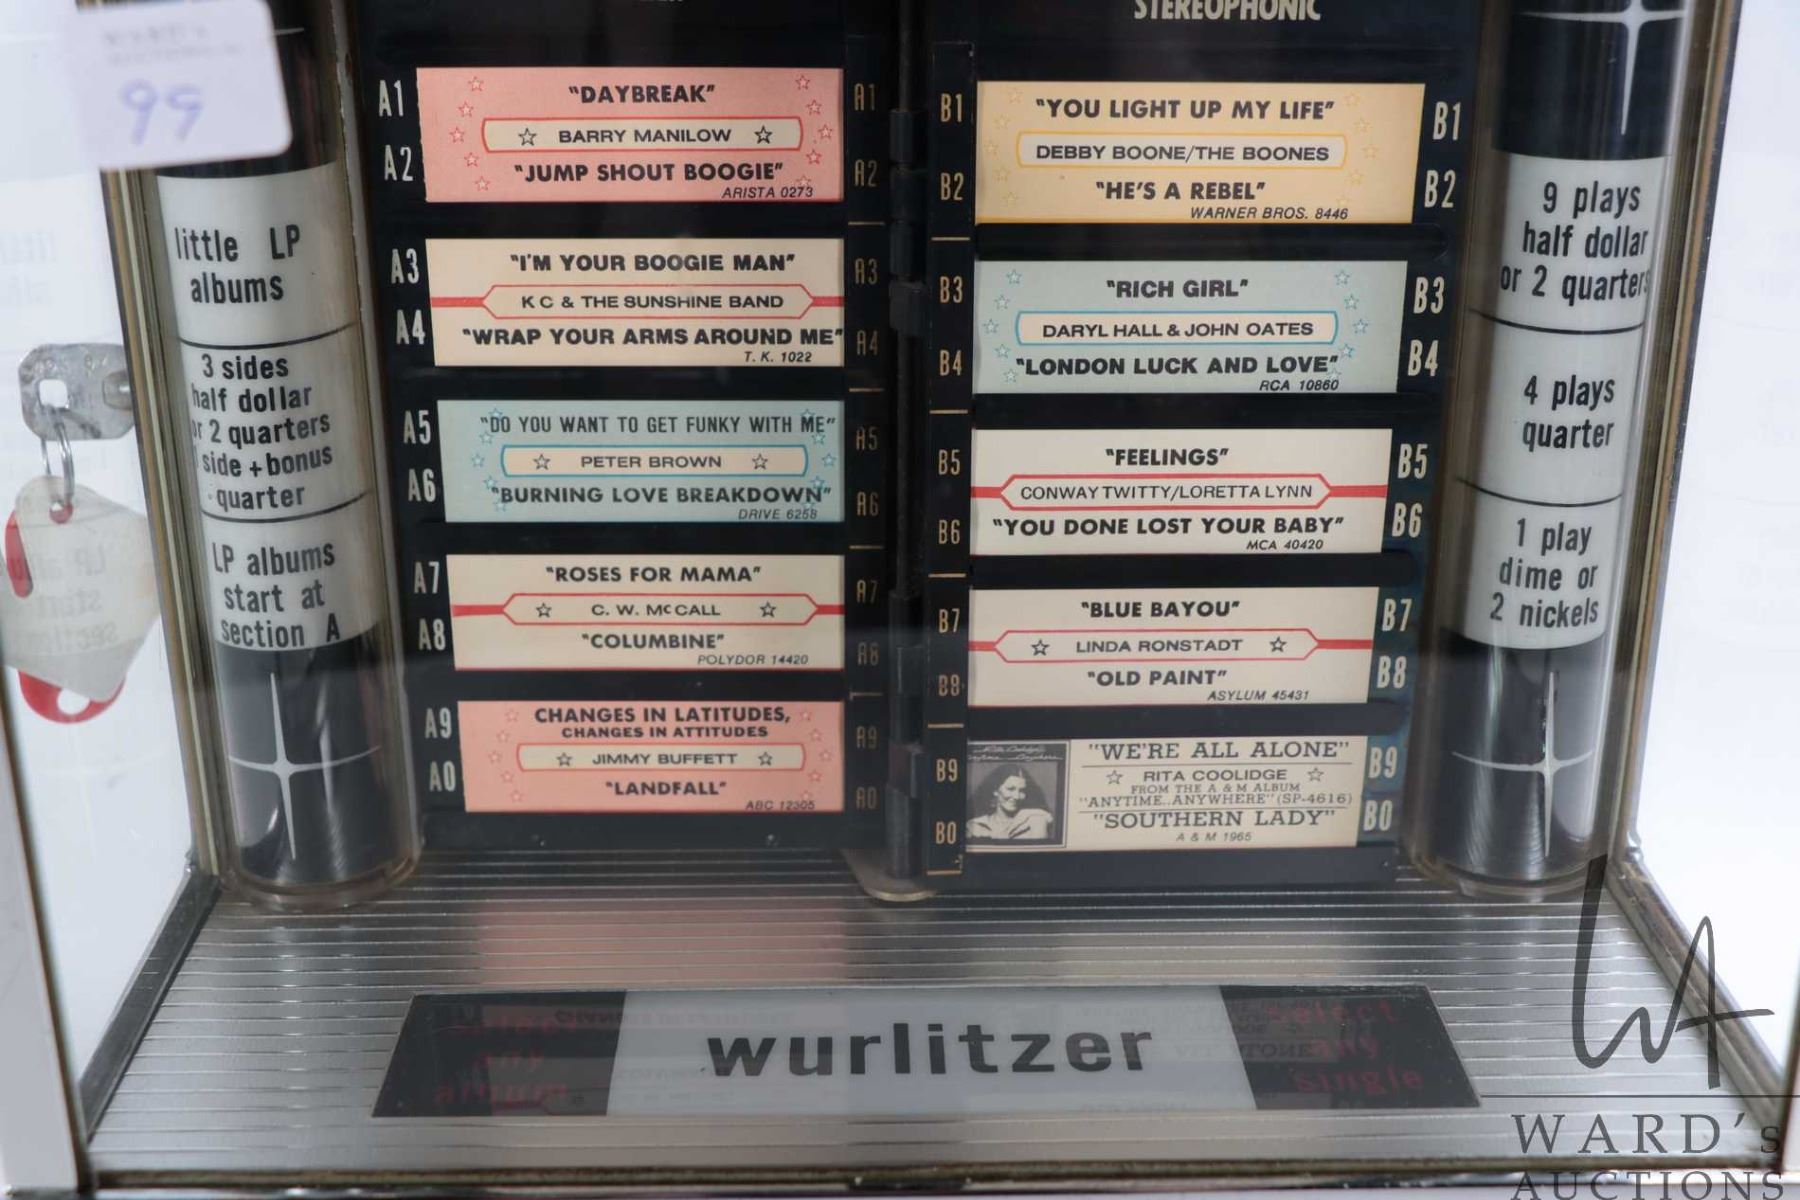 STEREOPHONIC
99
little LP
albums
3 sides
half dollar
or 2 quarters
side + bonus
quarter
LP albums
start at
section A
A1
"DAYBREAK"
BARRY MANILOW
A2
"JUMP SHOUT BOOGIE"
ARISTA 0273
A1
A2
A3
"I'M YOUR BOOGIE MAN"
K C & THE SUNSHINE BAND
A4
"WRAP YOUR ARMS AROUND ME"
T. K. 1022
A3
A4
A5
"DO YOU WANT TO GET FUNKY WITH ME"
PETER BROWN
A6
"BURNING LOVE BREAKDOWN"
DRIVE 6258
A5
A6
A7
"ROSES FOR MAMA"
C. W. McCALL
A8
"COLUMBINE"
POLYDOR 14420
A7
A8
A9
CHANGES IN LATITUDES,
CHANGES IN ATTITUDES
JIMMY BUFFETT
A0
"LANDFALL"
ABC 12305
A9
A0
B1
"YOU LIGHT UP MY LIFE"
B1
DEBBY BOONE/THE BOONES
B2
"HE'S A REBEL"
B2
WARNER BROS. 8446
B3
"RICH GIRL"
B3
DARYL HALL & JOHN OATES
B4
"LONDON LUCK AND LOVE"
B4
RCA 10860
B5
"FEELINGS"
B5
CONWAY TWITTY/LORETTA LYNN
B6
"YOU DONE LOST YOUR BABY"
B6
MCA 40420
B7
"BLUE BAYOU"
B7
LINDA RONSTADT
B8
"OLD PAINT"
B8
ASYLUM 45431
B9
"WE'RE ALL ALONE"
B9
RITA COOLIDGE
FROM THE A & M ALBUM
"ANYTIME..ANYWHERE" (SP-4616)
B0
"SOUTHERN LADY"
B0
A & M 1965
9 plays
half dollar
or 2 quarters
4 plays
quarter
1 play
dime or
2 nickels
any
album
wurlitzer
select
any
single
WARD's
AUCTIONS